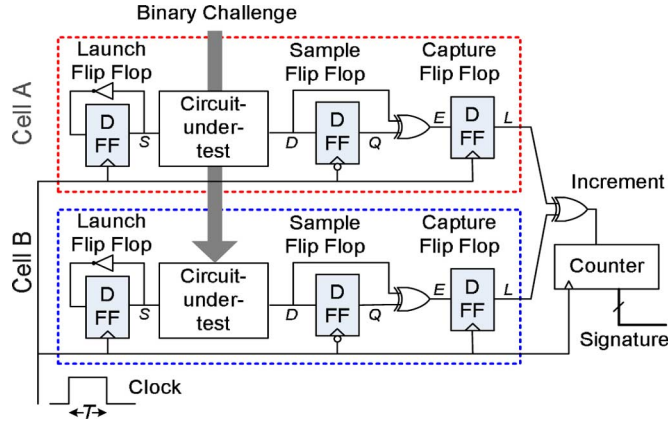 Binary Challenge
Cell A
Launch
Flip Flop
Sample
Flip Flop
Capture
Flip Flop
D
FF
S
Circuit-
under-
test
D
D
FF
Q
E
D
FF
L
Increment
Cell B
Launch
Flip Flop
Sample
Flip Flop
Capture
Flip Flop
D
FF
S
Circuit-
under-
test
D
D
FF
Q
E
D
FF
L
Counter
Signature
Clock
T